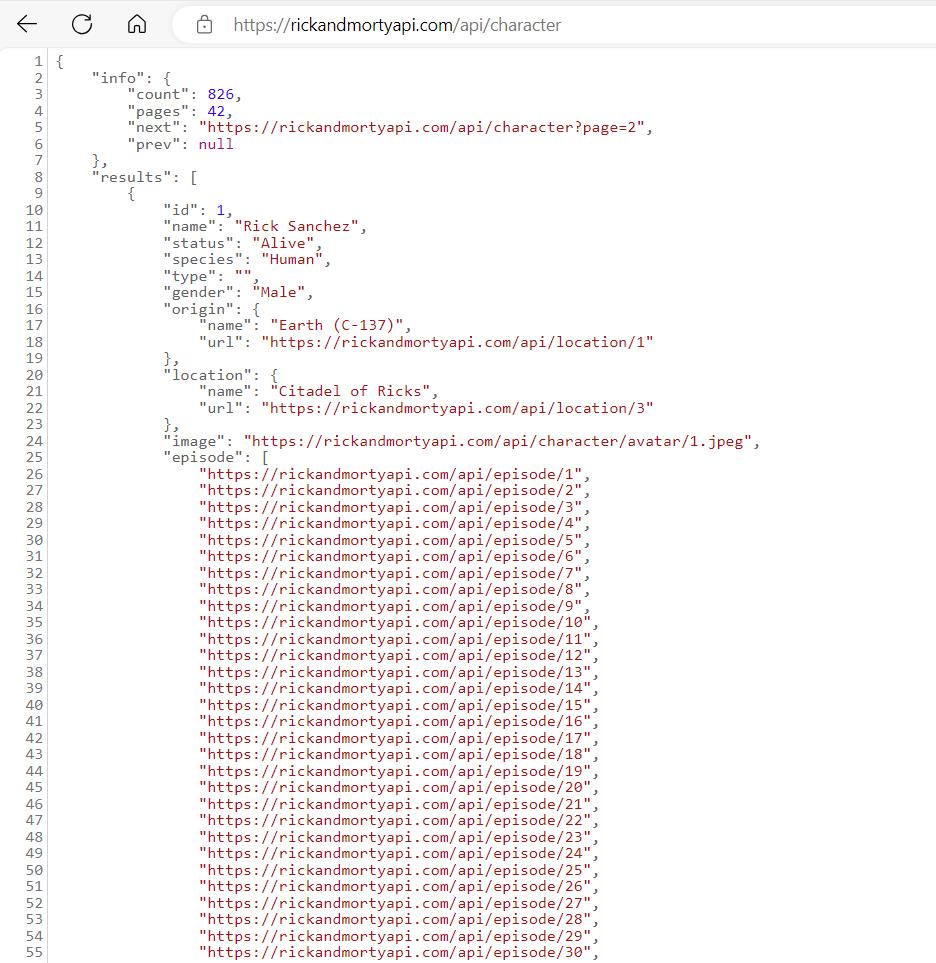 https://rickandmortyapi.com/api/character
1 {
2 "info": {
3 "count": 826,
4 "pages": 42,
5 "next": "https://rickandmortyapi.com/api/character?page=2",
6 "prev": null
7 },
8 "results": [
9 {
10 "id": 1,
11 "name": "Rick Sanchez",
12 "status": "Alive",
13 "species": "Human",
14 "type": "",
15 "gender": "Male",
16 "origin": {
17 "name": "Earth (C-137)",
18 "url": "https://rickandmortyapi.com/api/location/1"
19 },
20 "location": {
21 "name": "Citadel of Ricks",
22 "url": "https://rickandmortyapi.com/api/location/3"
23 },
24 "image": "https://rickandmortyapi.com/api/character/avatar/1.jpeg",
25 "episode": [
26 "https://rickandmortyapi.com/api/episode/1",
27 "https://rickandmortyapi.com/api/episode/2",
28 "https://rickandmortyapi.com/api/episode/3",
29 "https://rickandmortyapi.com/api/episode/4",
30 "https://rickandmortyapi.com/api/episode/5",
31 "https://rickandmortyapi.com/api/episode/6",
32 "https://rickandmortyapi.com/api/episode/7",
33 "https://rickandmortyapi.com/api/episode/8",
34 "https://rickandmortyapi.com/api/episode/9",
35 "https://rickandmortyapi.com/api/episode/10",
36 "https://rickandmortyapi.com/api/episode/11",
37 "https://rickandmortyapi.com/api/episode/12",
38 "https://rickandmortyapi.com/api/episode/13",
39 "https://rickandmortyapi.com/api/episode/14",
40 "https://rickandmortyapi.com/api/episode/15",
41 "https://rickandmortyapi.com/api/episode/16",
42 "https://rickandmortyapi.com/api/episode/17",
43 "https://rickandmortyapi.com/api/episode/18",
44 "https://rickandmortyapi.com/api/episode/19",
45 "https://rickandmortyapi.com/api/episode/20",
46 "https://rickandmortyapi.com/api/episode/21",
47 "https://rickandmortyapi.com/api/episode/22",
48 "https://rickandmortyapi.com/api/episode/23",
49 "https://rickandmortyapi.com/api/episode/24",
50 "https://rickandmortyapi.com/api/episode/25",
51 "https://rickandmortyapi.com/api/episode/26",
52 "https://rickandmortyapi.com/api/episode/27",
53 "https://rickandmortyapi.com/api/episode/28",
54 "https://rickandmortyapi.com/api/episode/29",
55 "https://rickandmortyapi.com/api/episode/30",